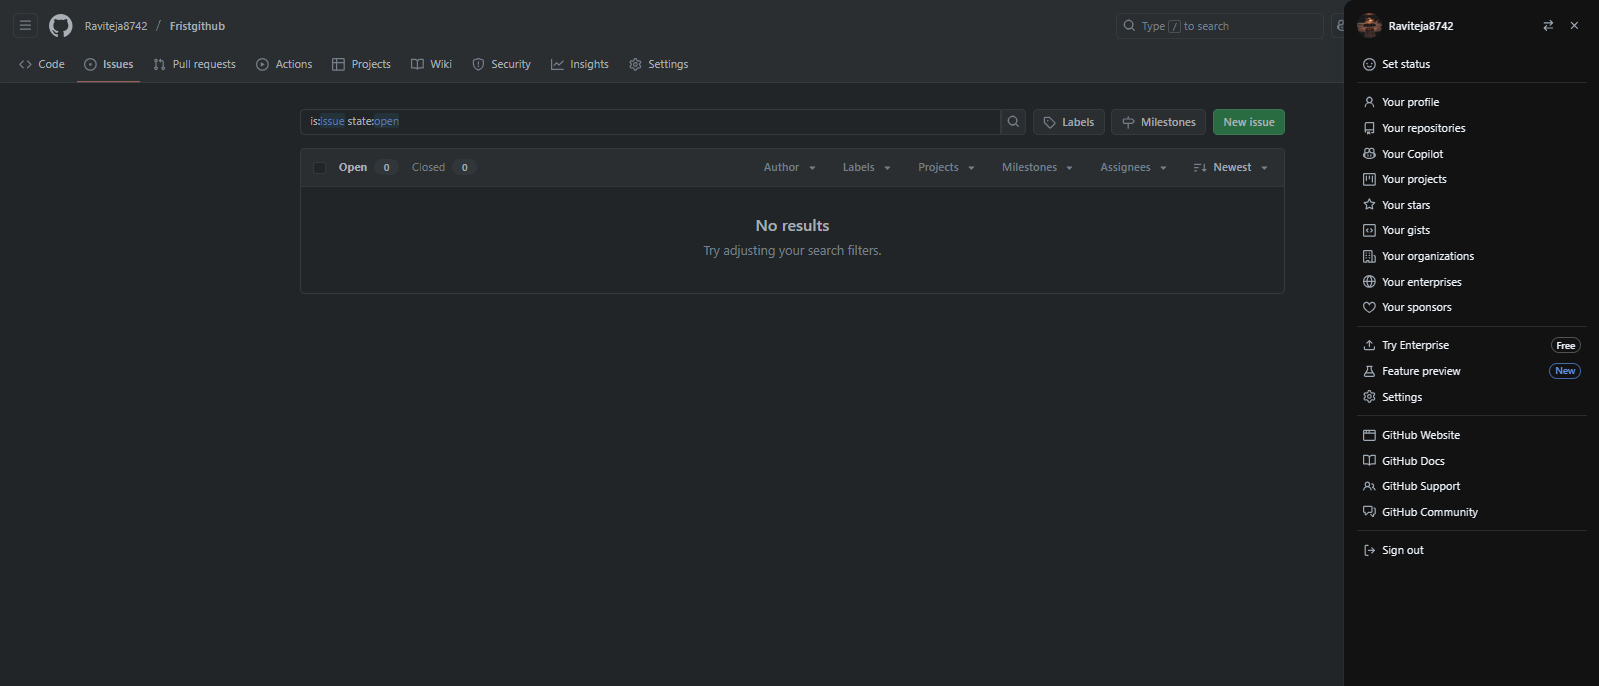 Raviteja8742 / Fristgithub
Type / to search
Code Issues Pull requests Actions Projects Wiki Security Insights Settings
is:issue state:open
Labels Milestones New issue
Open 0 Closed 0
Author Labels Projects Milestones Assignees Newest
No results
Try adjusting your search filters.
Raviteja8742
Set status
Your profile
Your repositories
Your Copilot
Your projects
Your stars
Your gists
Your organizations
Your enterprises
Your sponsors
Try Enterprise Free
Feature preview New
Settings
GitHub Website
GitHub Docs
GitHub Support
GitHub Community
Sign out